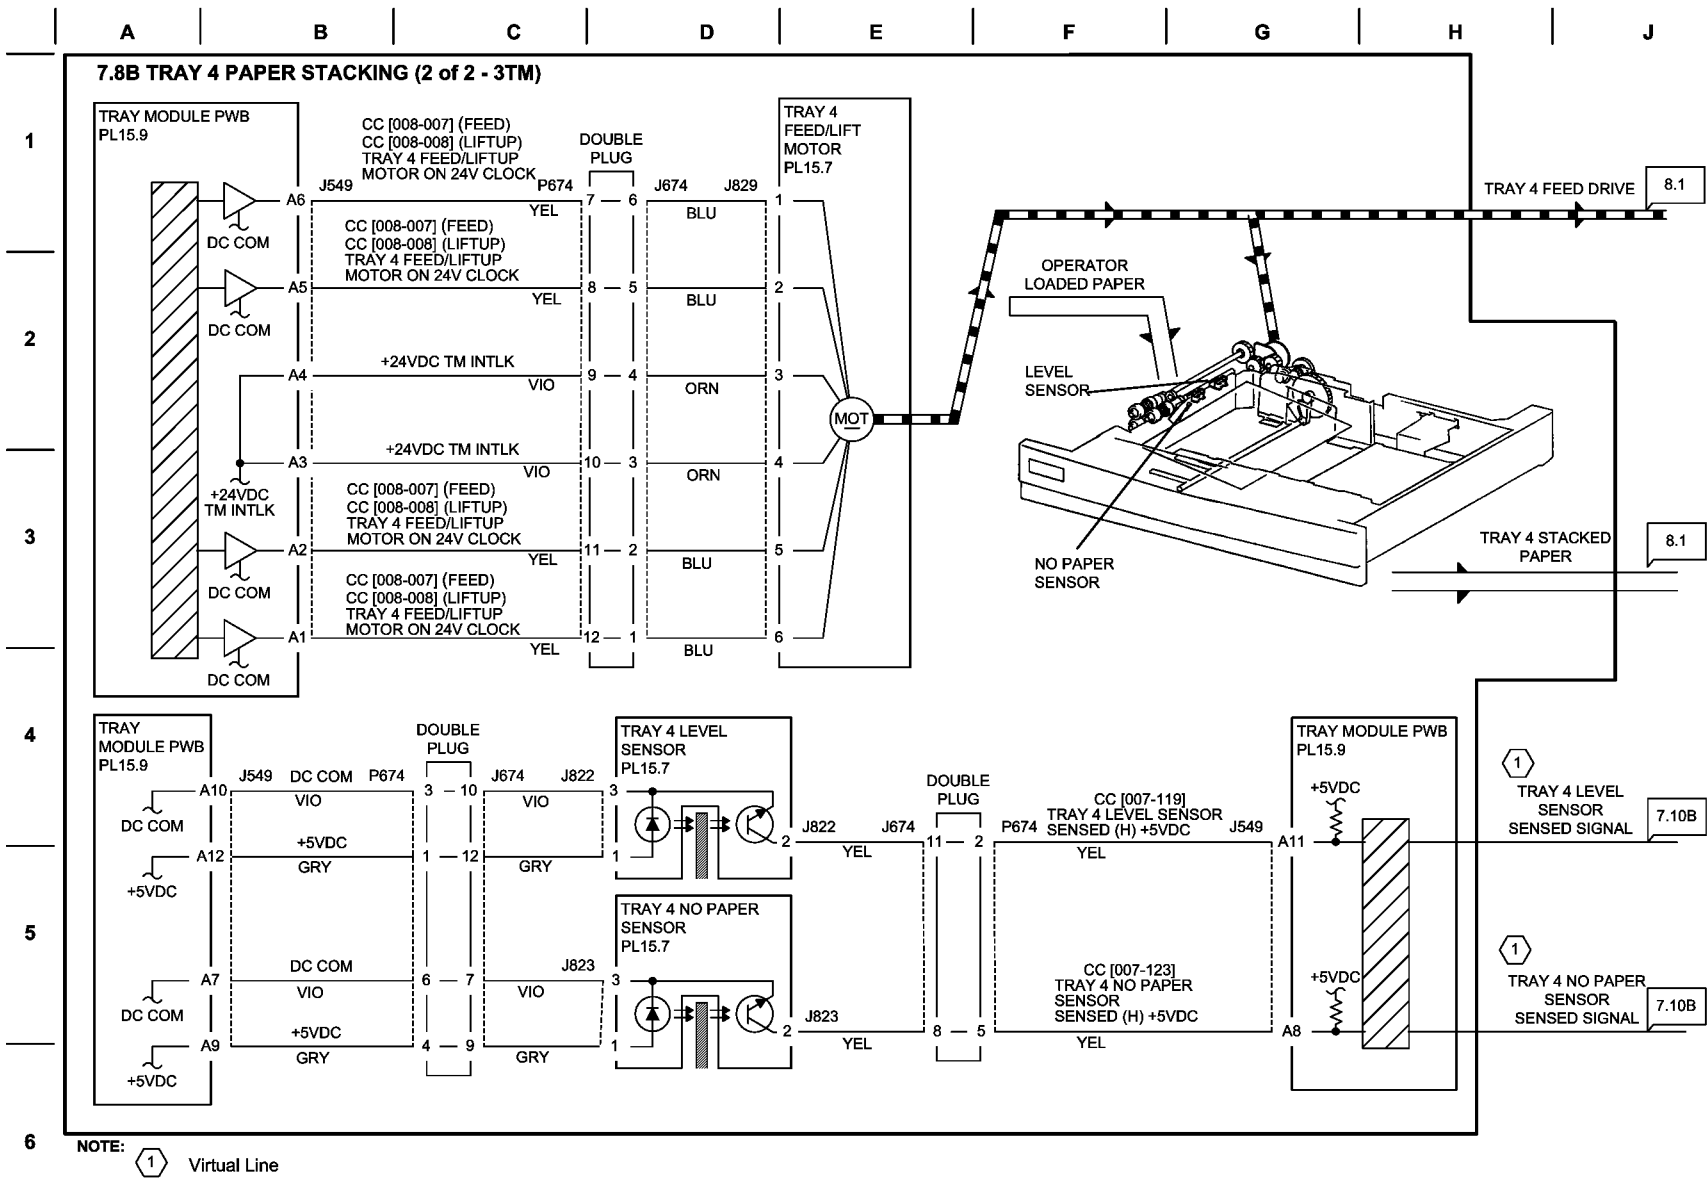 A B C D E F G H J
7.8B TRAY 4 PAPER STACKING (2 of 2 - 3TM)
1
TRAY MODULE PWB
PL15.9
CC [008-007] (FEED)
CC [008-008] (LIFTUP)
TRAY 4 FEED/LIFTUP
MOTOR ON 24V CLOCK
DOUBLE
PLUG
TRAY 4
FEED/LIFT
MOTOR
PL15.7
A6 J549 P674 7 6 J674 J829 1
YEL BLU
DC COM
TRAY 4 FEED DRIVE 8.1
CC [008-007] (FEED)
CC [008-008] (LIFTUP)
TRAY 4 FEED/LIFTUP
MOTOR ON 24V CLOCK
A5 8 5 2
YEL BLU
DC COM
OPERATOR
LOADED PAPER
2
+24VDC TM INTLK
A4 9 4 3
VIO ORN
LEVEL
SENSOR
MOT
+24VDC TM INTLK
A3 10 3 4
VIO ORN
+24VDC
TM INTLK
3
CC [008-007] (FEED)
CC [008-008] (LIFTUP)
TRAY 4 FEED/LIFTUP
MOTOR ON 24V CLOCK
A2 11 2 5
YEL BLU
DC COM
NO PAPER
SENSOR
TRAY 4 STACKED
PAPER
8.1
CC [008-007] (FEED)
CC [008-008] (LIFTUP)
TRAY 4 FEED/LIFTUP
MOTOR ON 24V CLOCK
A1 12 1 6
YEL BLU
DC COM
4
TRAY
MODULE PWB
PL15.9
DOUBLE
PLUG
TRAY 4 LEVEL
SENSOR
PL15.7
A10 J549 DC COM P674 3 10 J674 J822 3
VIO VIO
DC COM
+5VDC
A12 1 12 1
GRY GRY
+5VDC
2 J822 J674 11 2 P674
YEL
DOUBLE
PLUG
CC [007-119]
TRAY 4 LEVEL SENSOR
SENSED (H) +5VDC
YEL
J549 A11
TRAY MODULE PWB
PL15.9
+5VDC
1
TRAY 4 LEVEL
SENSOR
SENSED SIGNAL
7.10B
5
TRAY 4 NO PAPER
SENSOR
PL15.7
DC COM
A7 6 7 J823 3
VIO VIO
DC COM
+5VDC
A9 4 9 1
GRY GRY
+5VDC
2 J823 8 5
YEL
CC [007-123]
TRAY 4 NO PAPER
SENSOR
SENSED (H) +5VDC
YEL
A8
+5VDC
1
TRAY 4 NO PAPER
SENSOR
SENSED SIGNAL
7.10B
6
NOTE:
1 Virtual Line